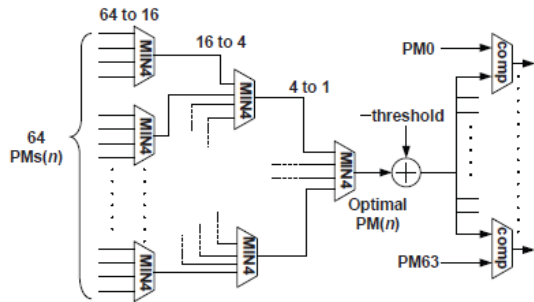 64 to 16
16 to 4
4 to 1
64
PMs(n)
MIN4
MIN4
MIN4
MIN4
MIN4
MIN4
−threshold
Optimal
PM(n)
PM0
comp
PM63
comp